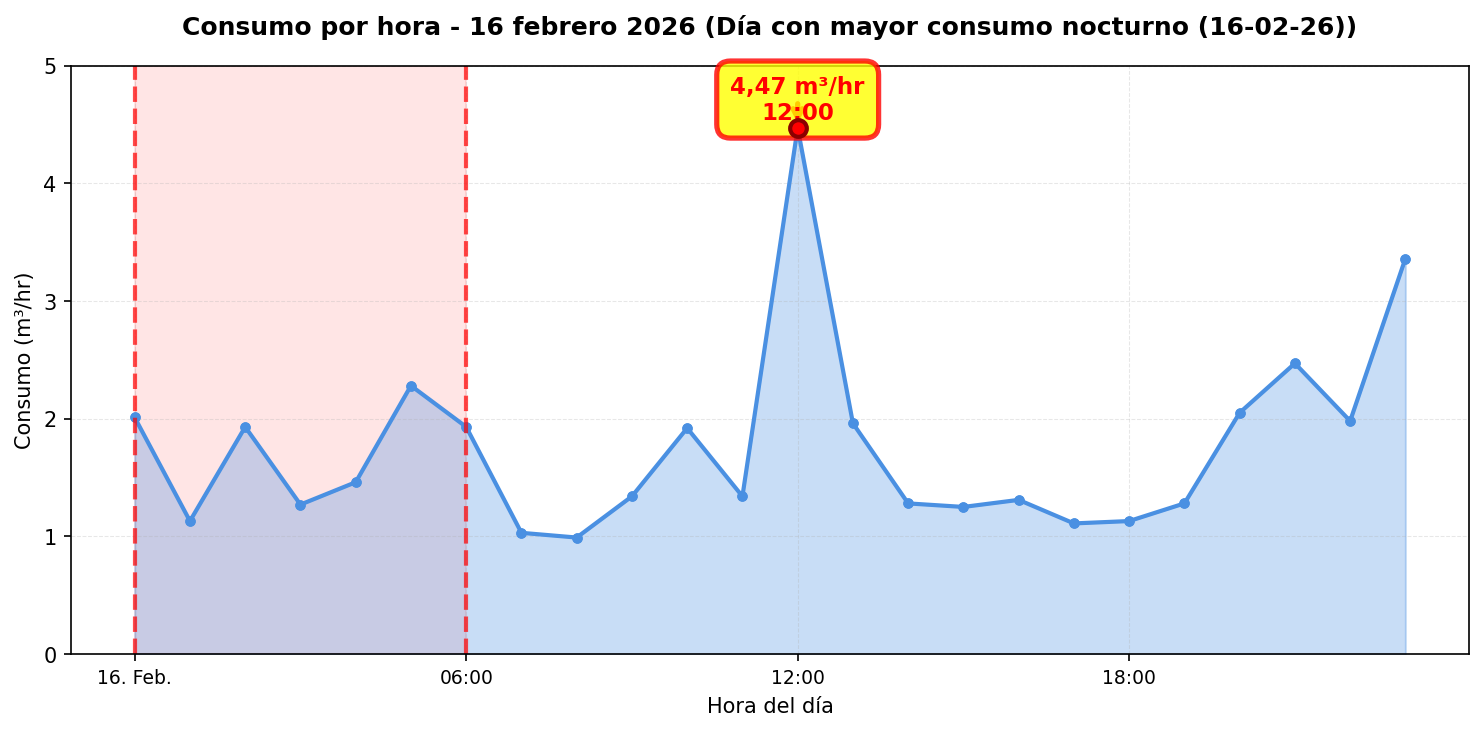 Consumo por hora - 16 febrero 2026 (Día con mayor consumo nocturno (16-02-26))
4,47 m³/hr
12:00
5
4
3
2
1
0
Consumo (m³/hr)
16. Feb.
06:00
12:00
18:00
Hora del día